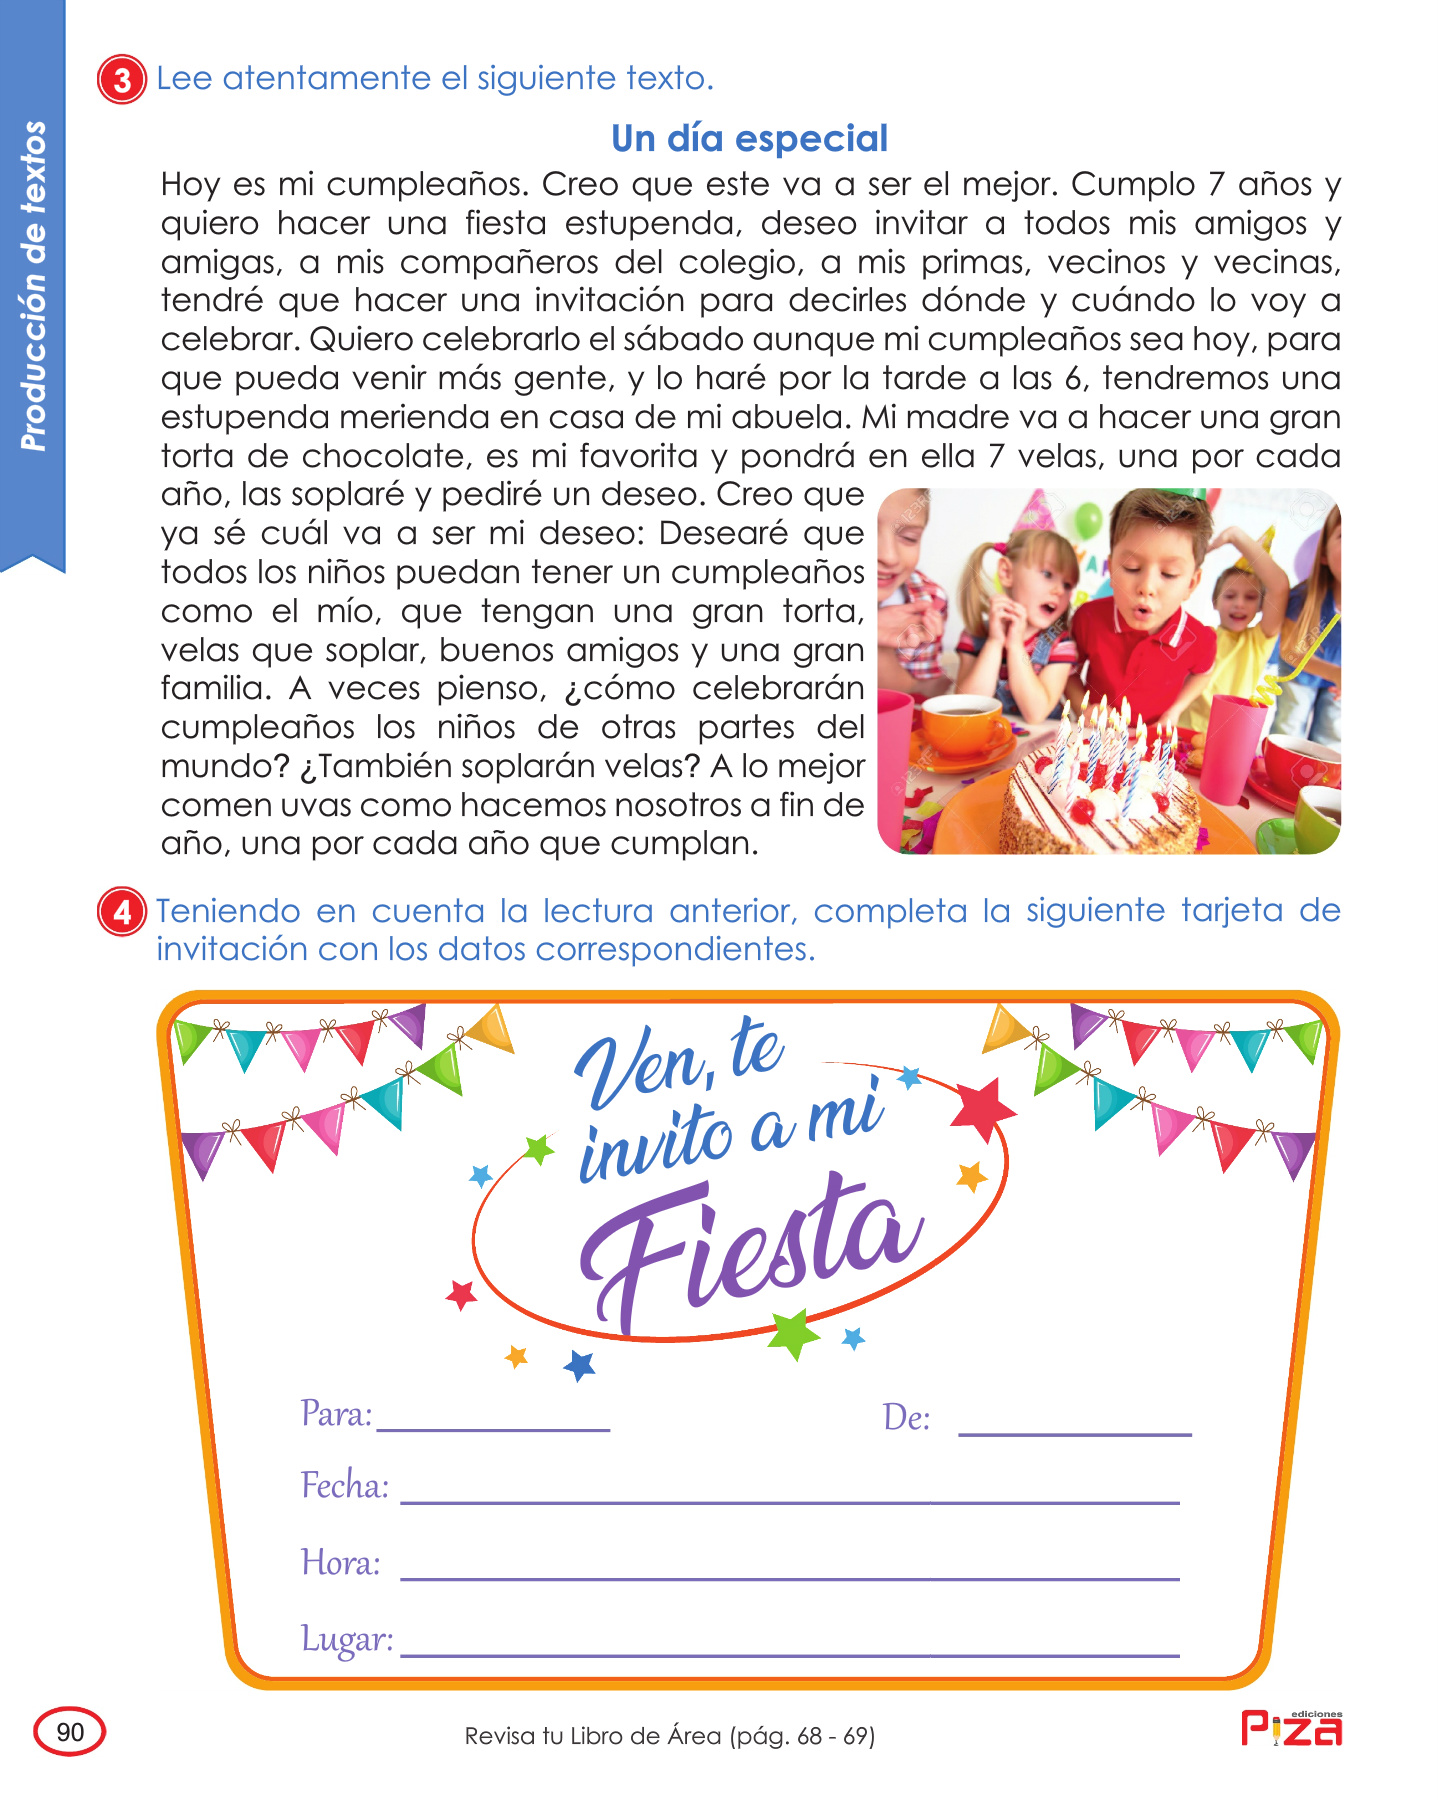 Producción de textos
3 Lee atentamente el siguiente texto.
Un día especial
Hoy es mi cumpleaños. Creo que este va a ser el mejor. Cumplo 7 años y
quiero hacer una fiesta estupenda, deseo invitar a todos mis amigos y
amigas, a mis compañeros del colegio, a mis primas, vecinos y vecinas,
tendré que hacer una invitación para decirles dónde y cuándo lo voy a
celebrar. Quiero celebrarlo el sábado aunque mi cumpleaños sea hoy, para
que pueda venir más gente, y lo haré por la tarde a las 6, tendremos una
estupenda merienda en casa de mi abuela. Mi madre va a hacer una gran
torta de chocolate, es mi favorita y pondrá en ella 7 velas, una por cada
año, las soplaré y pediré un deseo. Creo que
ya sé cuál va a ser mi deseo: Desearé que
todos los niños puedan tener un cumpleaños
como el mío, que tengan una gran torta,
velas que soplar, buenos amigos y una gran
familia. A veces pienso, ¿cómo celebrarán
cumpleaños los niños de otras partes del
mundo? ¿También soplarán velas? A lo mejor
comen uvas como hacemos nosotros a fin de
año, una por cada año que cumplan.
4 Teniendo en cuenta la lectura anterior, completa la siguiente tarjeta de
invitación con los datos correspondientes.
Ven, te
invito a mi
Fiesta
Para:
De:
Fecha:
Hora:
Lugar:
90
Revisa tu Libro de Área (pág. 68 - 69)
ediciones
Piza